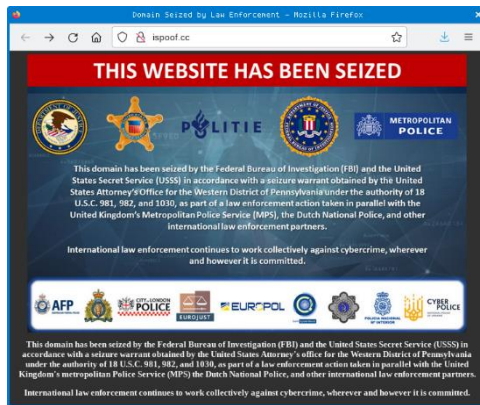 Domain Seized by Law Enforcement – Mozilla Firefox
ispoof.cc
THIS WEBSITE HAS BEEN SEIZED
POLITIE
METROPOLITAN
POLICE
This domain has been seized by the Federal Bureau of Investigation (FBI) and the United
States Secret Service (USSS) in accordance with a seizure warrant obtained by the United
States Attorney's Office for the Western District of Pennsylvania under the authority of 18
U.S.C. 981, 982, and 1030, as part of a law enforcement action taken in parallel with the
United Kingdom's Metropolitan Police Service (MPS), the Dutch National Police, and other
international law enforcement partners.
International law enforcement continues to work collectively against cybercrime, wherever
and however it is committed.
AFP
CITY OF LONDON
POLICE
EUROJUST
EUROPOL
POLICIA NACIONAL
CYBER
POLICE
This domain has been seized by the Federal Bureau of Investigation (FBI) and the United States Secret Service (USSS) in
accordance with a seizure warrant obtained by the United States Attorney's office for the Western District of Pennsylvania
under the authority of 18 U.S.C. 981, 982, and 1030, as part of a law enforcement action taken in parallel with the United
Kingdom's metropolitan Police Service (MPS) the Dutch National Police, and other international law enforcement partners.
International law enforcement continues to work collectively against cybercrime, wherever and however it is committed.